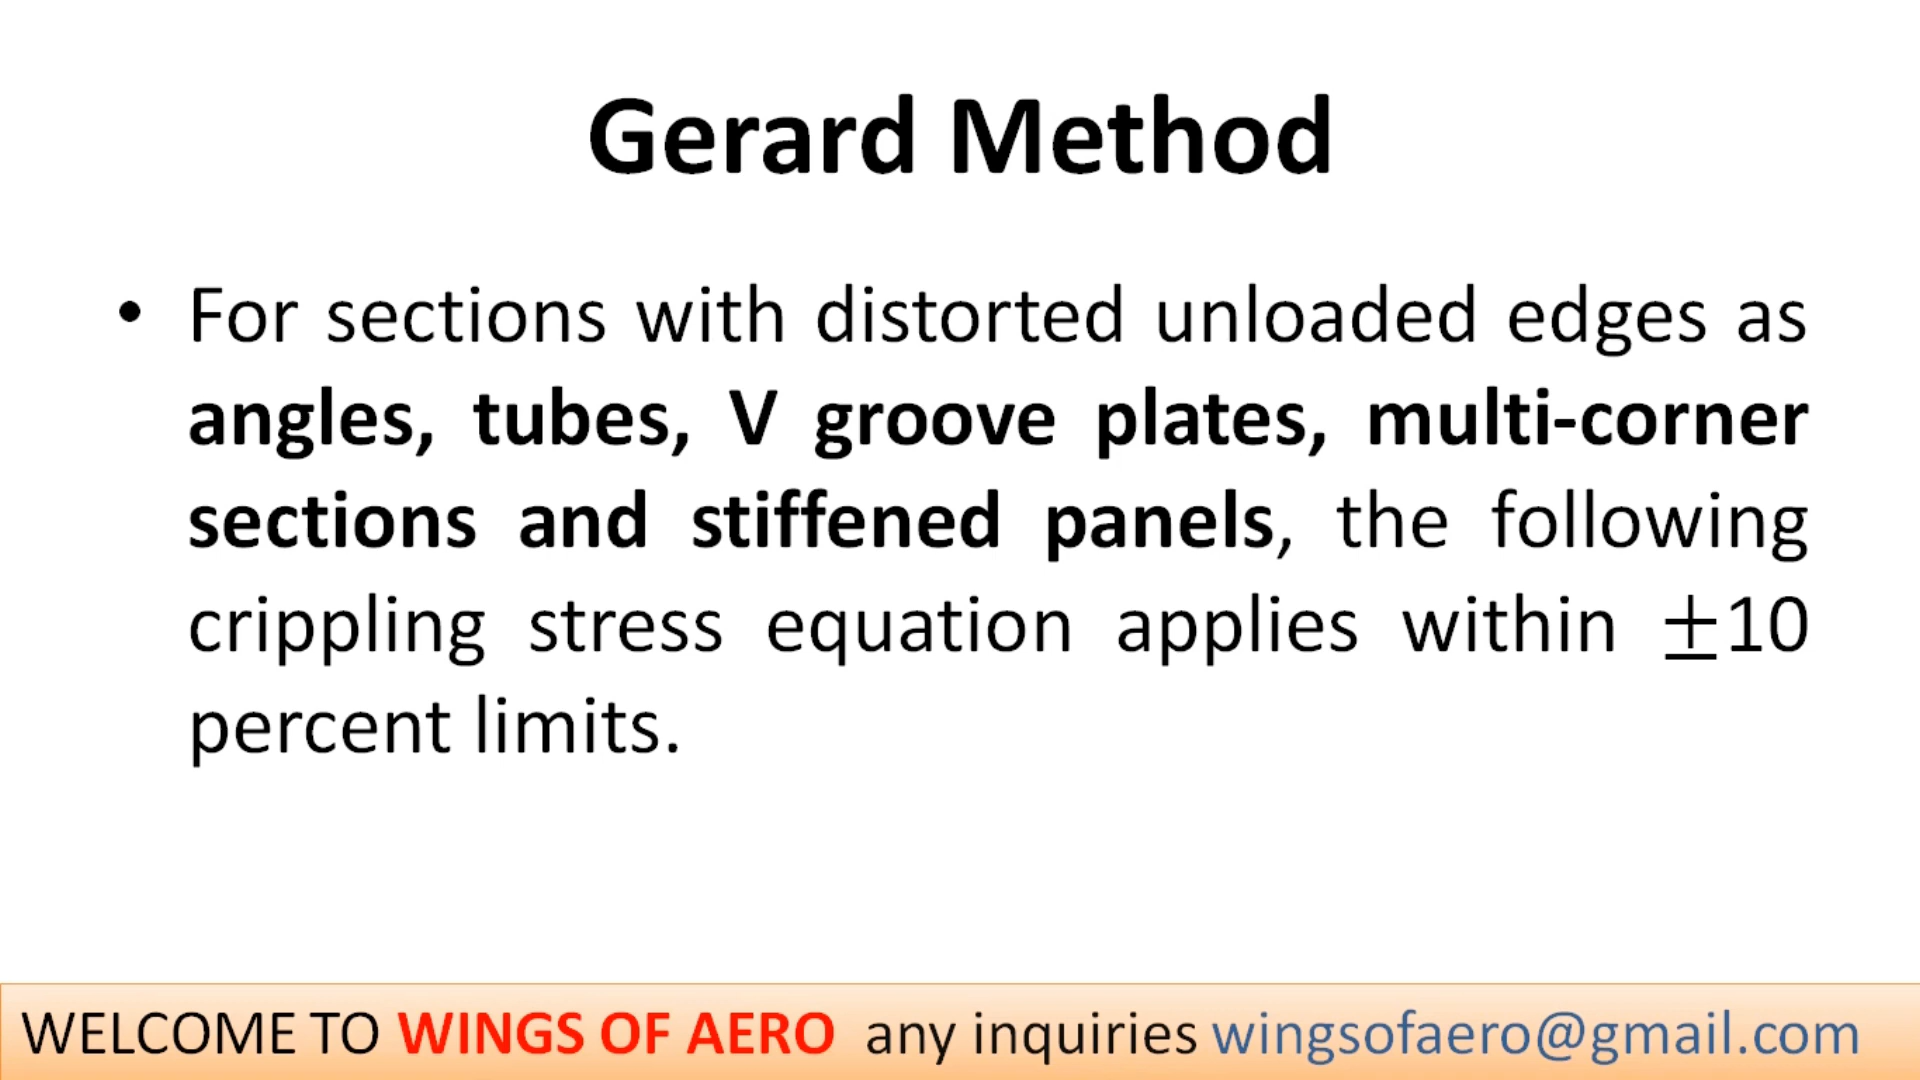 Gerard Method
• For sections with distorted unloaded edges as
angles, tubes, V groove plates, multi-corner
sections and stiffened panels, the following
crippling stress equation applies within ±10
percent limits.
WELCOME TO WINGS OF AERO any inquiries wingsofaero@gmail.com